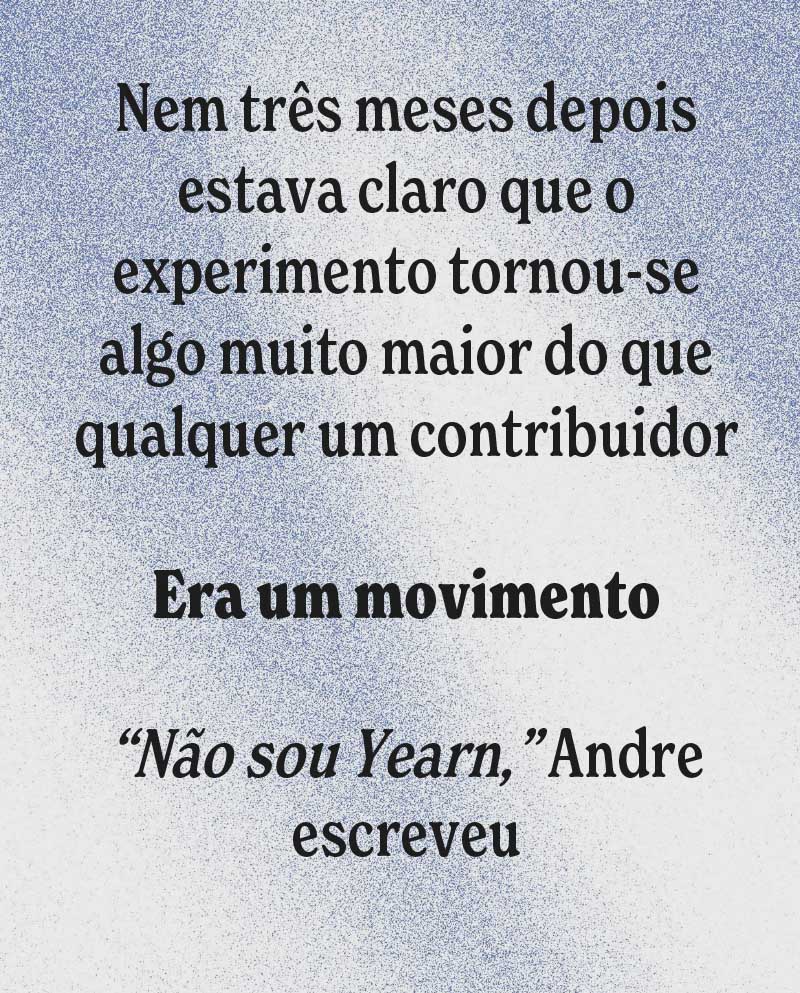 Nem três meses depois
estava claro que o
experimento tornou-se
algo muito maior do que
qualquer um contribuidor
Era um movimento
“Não sou Yearn,” Andre
escreveu